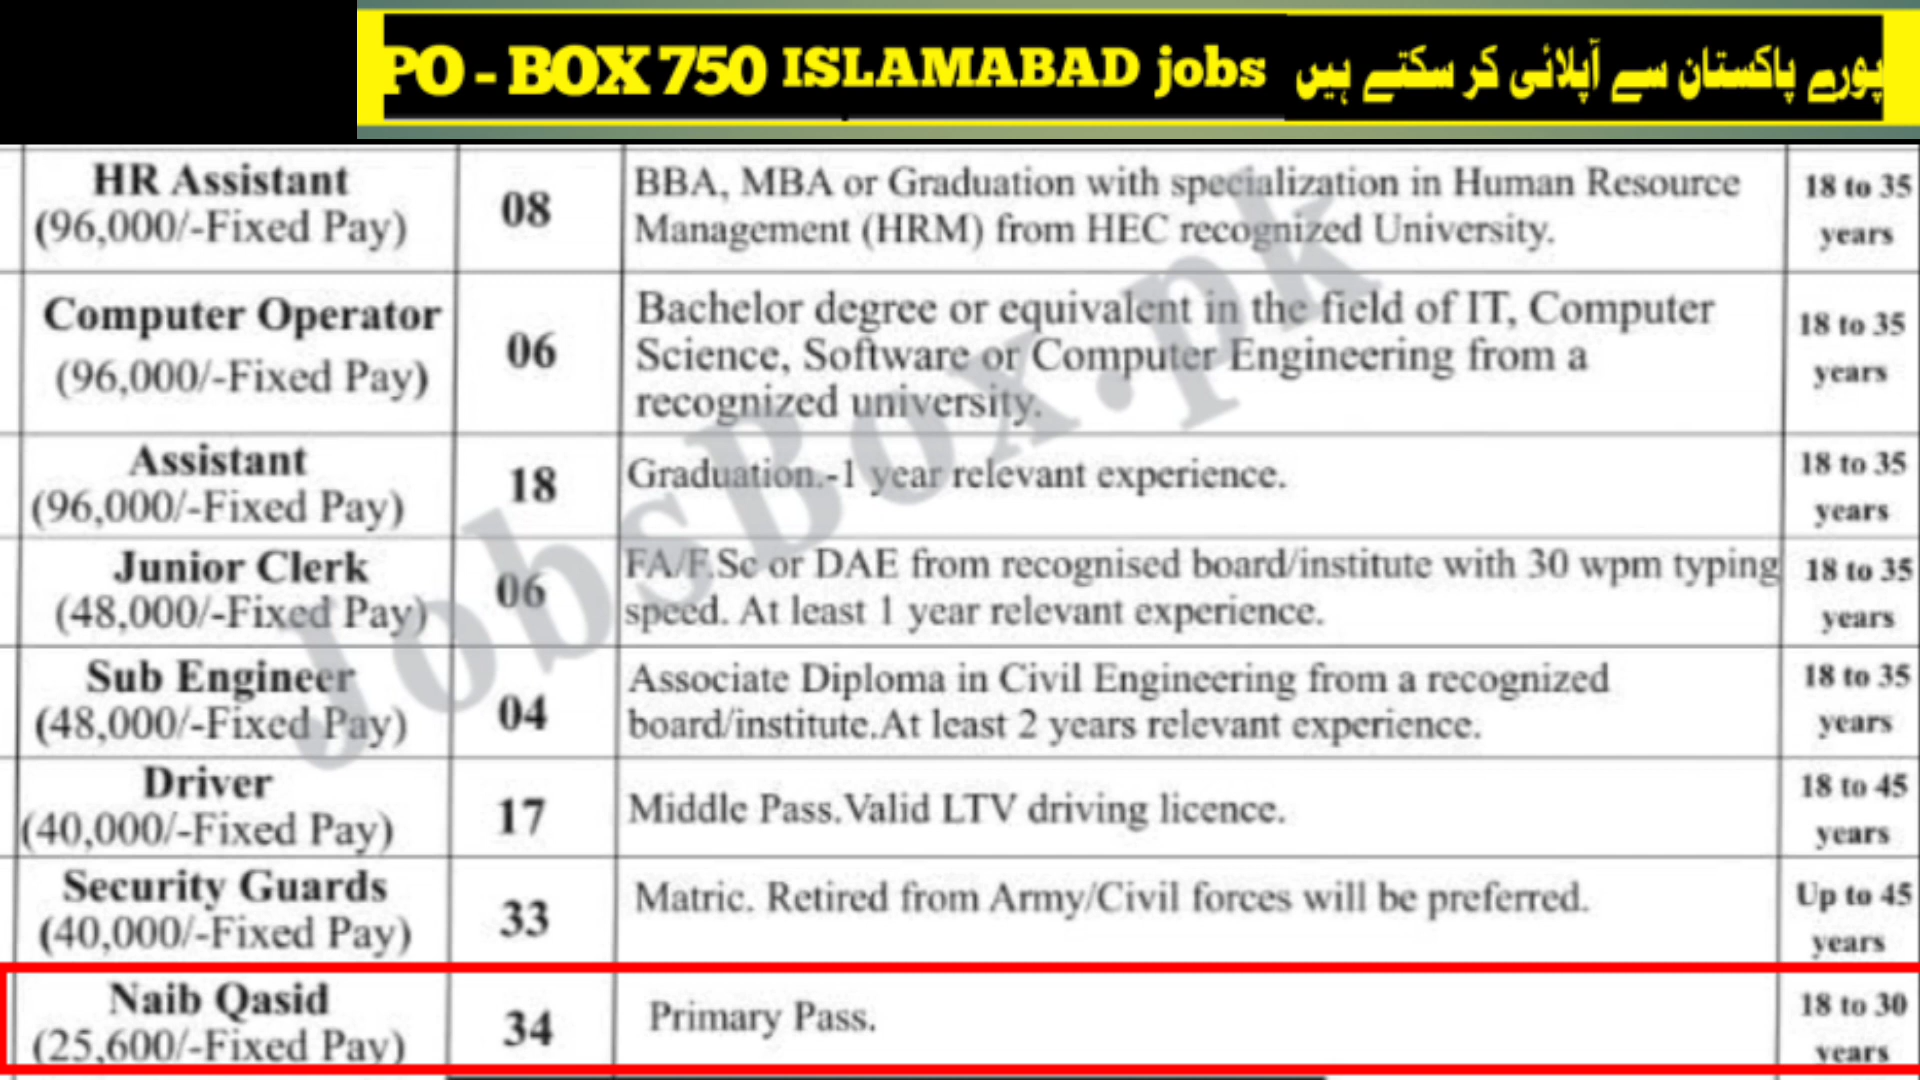 PO - BOX 750 ISLAMABAD jobs پورے پاکستان سے آپلائی کر سکتے ہیں
HR Assistant
(96,000/-Fixed Pay)
08
BBA, MBA or Graduation with specialization in Human Resource
Management (HRM) from HEC recognized University.
18 to 35
years
Computer Operator
(96,000/-Fixed Pay)
06
Bachelor degree or equivalent in the field of IT, Computer
Science, Software or Computer Engineering from a
recognized university.
18 to 35
years
Assistant
(96,000/-Fixed Pay)
18
Graduation.-1 year relevant experience.
18 to 35
years
Junior Clerk
(48,000/-Fixed Pay)
06
FA/F.Sc or DAE from recognised board/institute with 30 wpm typing
speed. At least 1 year relevant experience.
18 to 35
years
Sub Engineer
(48,000/-Fixed Pay)
04
Associate Diploma in Civil Engineering from a recognized
board/institute.At least 2 years relevant experience.
18 to 35
years
Driver
(40,000/-Fixed Pay)
17
Middle Pass.Valid LTV driving licence.
18 to 45
years
Security Guards
(40,000/-Fixed Pay)
33
Matric. Retired from Army/Civil forces will be preferred.
Up to 45
years
Naib Qasid
(25,600/-Fixed Pay)
34
Primary Pass.
18 to 30
years
JobsBox.pk